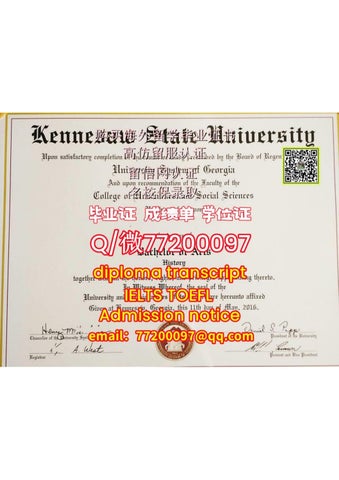 Kennesaw State University
高仿留服认证
Upon satisfactory completion
by the Board of Rege
University System of Georgia
留信网认证
And upon recommendation of the Faculty of the
College of Humanities and Social Sciences
名校保录取
毕业证 成绩单 学位证
Q/微77200097
Bachelor of Arts
History
diploma transcript
together
thereto.
In Witness Whereof, the seal of the
IELTS TOEFL
University and
hereunto affixed
Given at Kennesaw, Georgia, this 11th day of May, 2016.
Admission notice
email: 77200097@qq.com
Chancellor of the University System
President of the University
Registrar
Provost and Vice President